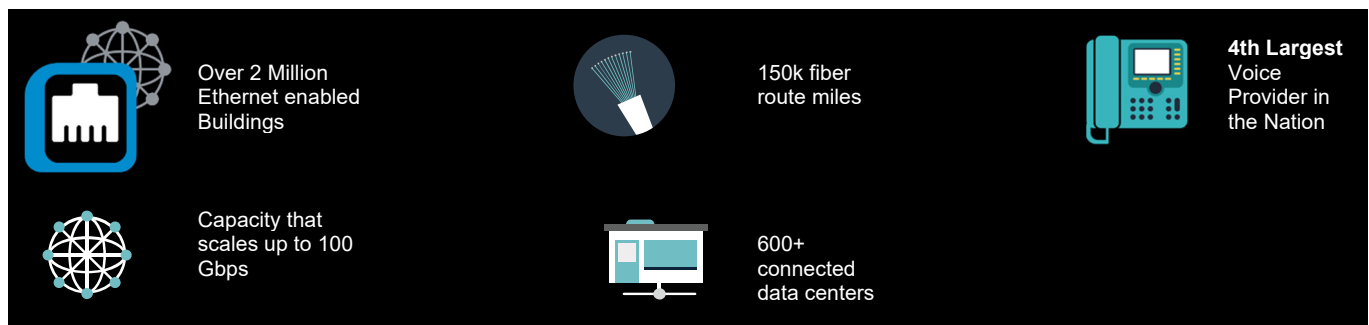 Over 2 Million
Ethernet enabled
Buildings
150k fiber
route miles
4th Largest
Voice
Provider in
the Nation
Capacity that
scales up to 100
Gbps
600+
connected
data centers